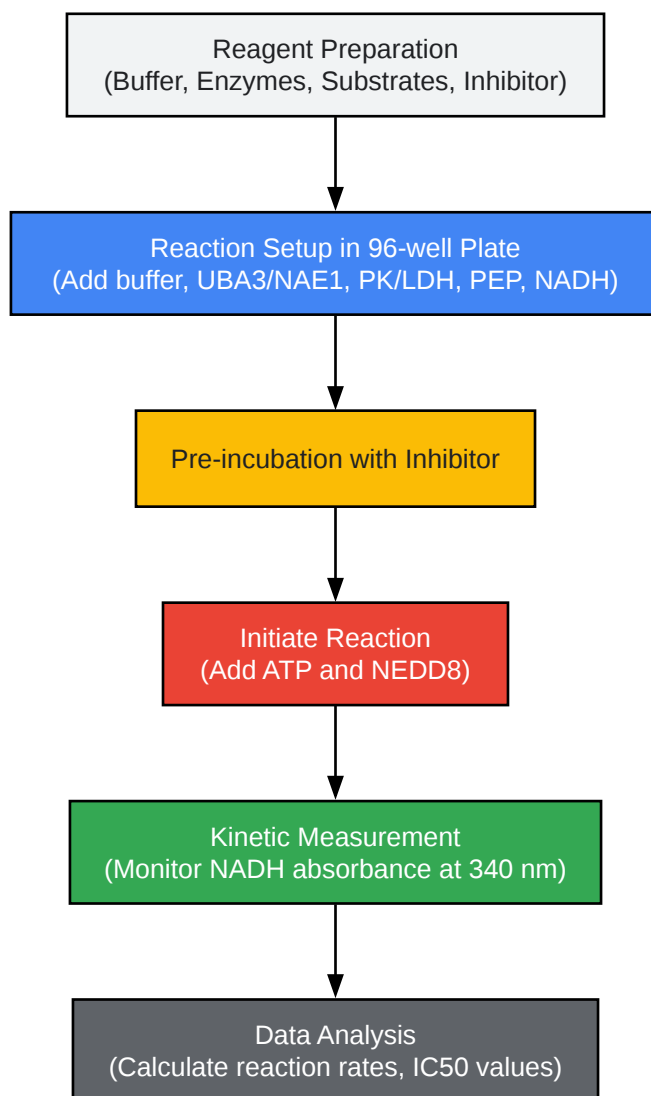 Reagent Preparation
(Buffer, Enzymes, Substrates, Inhibitor)
Reaction Setup in 96-well Plate
(Add buffer, UBA3/NAE1, PK/LDH, PEP, NADH)
Pre-incubation with Inhibitor
Initiate Reaction
(Add ATP and NEDD8)
Kinetic Measurement
(Monitor NADH absorbance at 340 nm)
Data Analysis
(Calculate reaction rates, IC50 values)